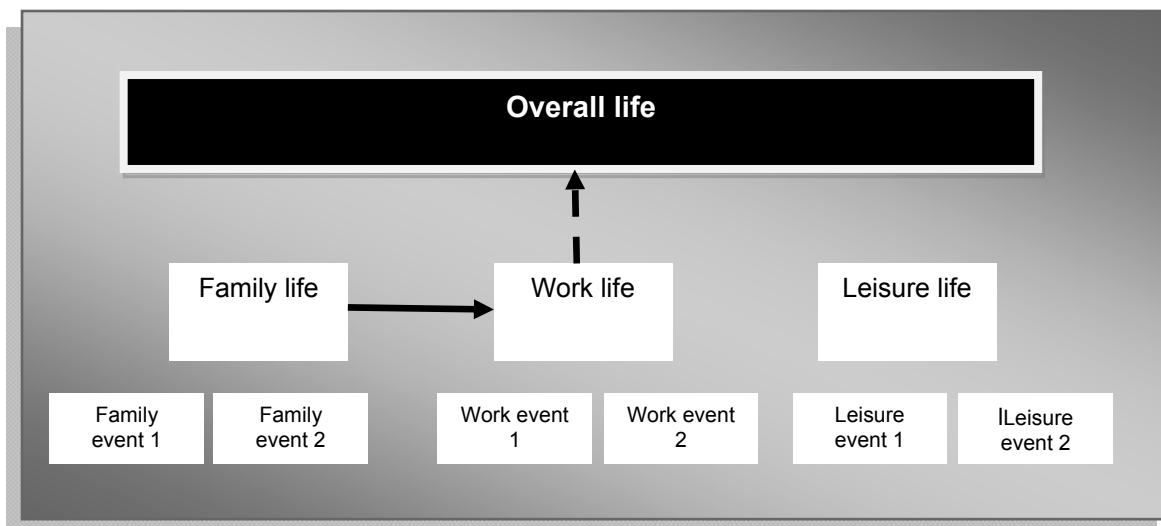 Overall life
Family life
Work life
Leisure life
Family
event 1
Family
event 2
Work event
1
Work event
2
Leisure
event 1
lLeisure
event 2